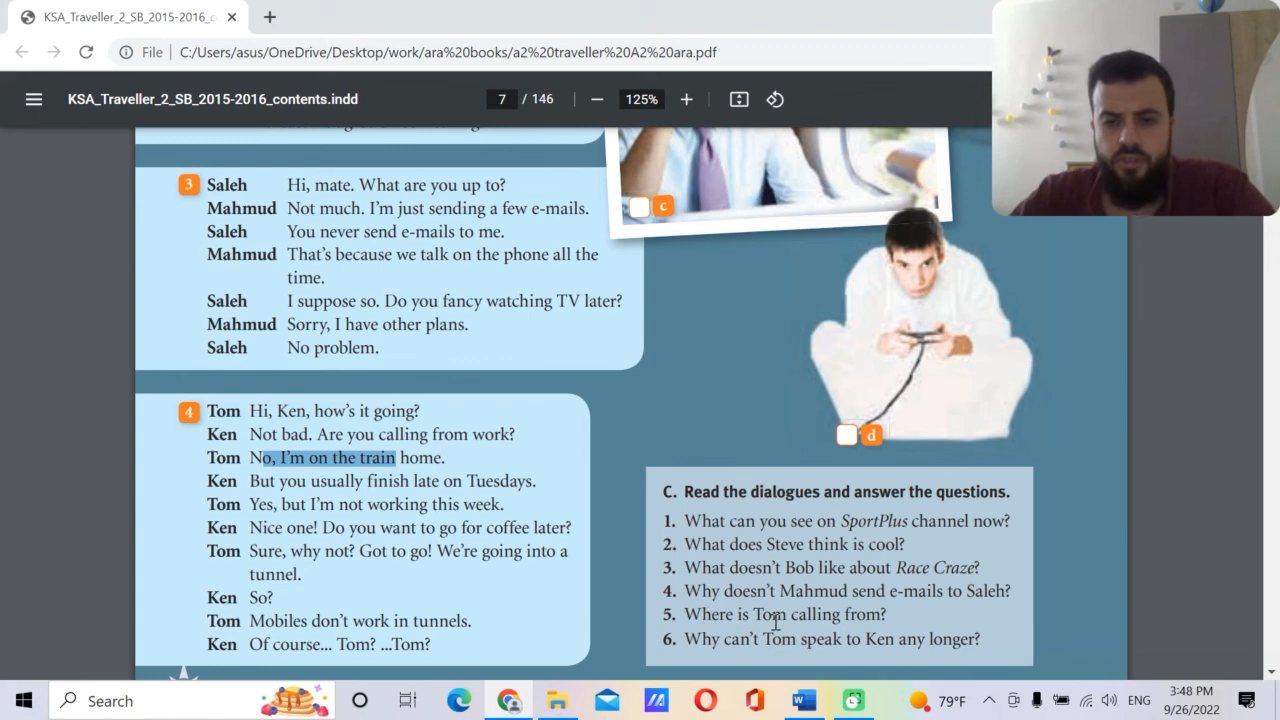 KSA_Traveller_2_SB_2015-2016_c
File C:/Users/asus/OneDrive/Desktop/work/ara%20books/a2%20traveller%20A2%20ara.pdf
KSA_Traveller_2_SB_2015-2016_contents.indd 7 / 146 125%
3 Saleh Hi, mate. What are you up to?
Mahmud Not much. I'm just sending a few e-mails.
Saleh You never send e-mails to me.
Mahmud That's because we talk on the phone all the
time.
Saleh I suppose so. Do you fancy watching TV later?
Mahmud Sorry, I have other plans.
Saleh No problem.
c
4 Tom Hi, Ken, how's it going?
Ken Not bad. Are you calling from work?
Tom No, I'm on the train home.
Ken But you usually finish late on Tuesdays.
Tom Yes, but I'm not working this week.
Ken Nice one! Do you want to go for coffee later?
Tom Sure, why not? Got to go! We're going into a
tunnel.
Ken So?
Tom Mobiles don't work in tunnels.
Ken Of course... Tom? ...Tom?
d
C. Read the dialogues and answer the questions.
1. What can you see on SportPlus channel now?
2. What does Steve think is cool?
3. What doesn't Bob like about Race Craze?
4. Why doesn't Mahmud send e-mails to Saleh?
5. Where is Tom calling from?
6. Why can't Tom speak to Ken any longer?
Search
79°F ENG
3:48 PM
9/26/2022